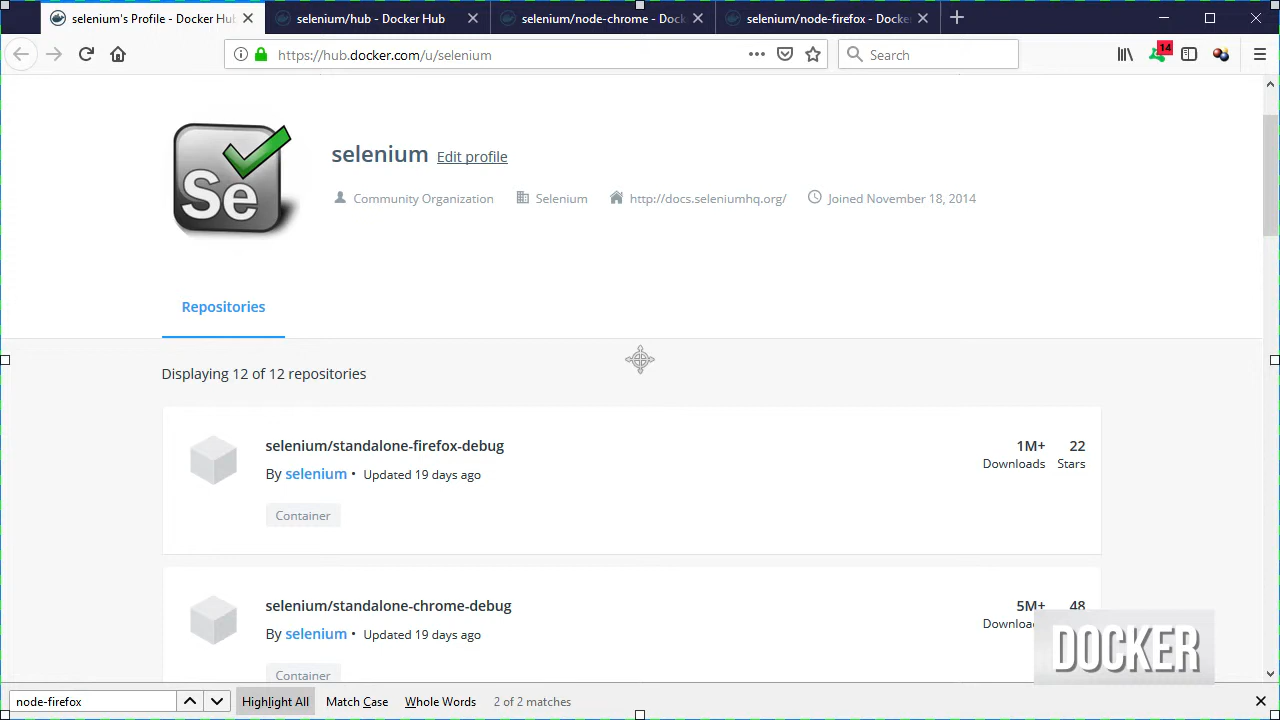 selenium's Profile - Docker Hub
selenium/hub - Docker Hub
selenium/node-chrome - Dock
selenium/node-firefox - Docke
https://hub.docker.com/u/selenium
Search
14
Se
selenium Edit profile
Community Organization Selenium http://docs.seleniumhq.org/ Joined November 18, 2014
Repositories
Displaying 12 of 12 repositories
selenium/standalone-firefox-debug
1M+ 22
Downloads Stars
By selenium • Updated 19 days ago
Container
selenium/standalone-chrome-debug
5M+ 48
By selenium • Updated 19 days ago
Container
DOCKER
node-firefox Highlight All Match Case Whole Words 2 of 2 matches